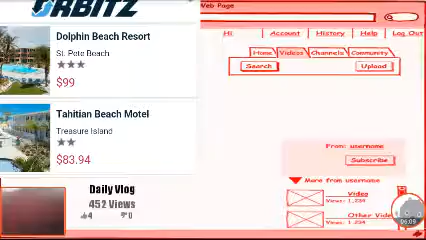 ORBITZ
Web Page
Hi Account History Help Log Out
Dolphin Beach Resort
St. Pete Beach
$99
Home Videos Channels Community
Search Upload
Tahitian Beach Motel
Treasure Island
$83.94
From: username
Subscribe
More from username
Daily Vlog
452 Views
4 0
Video
Views: 1,234
Other Vide
Views: 1,234
06:09